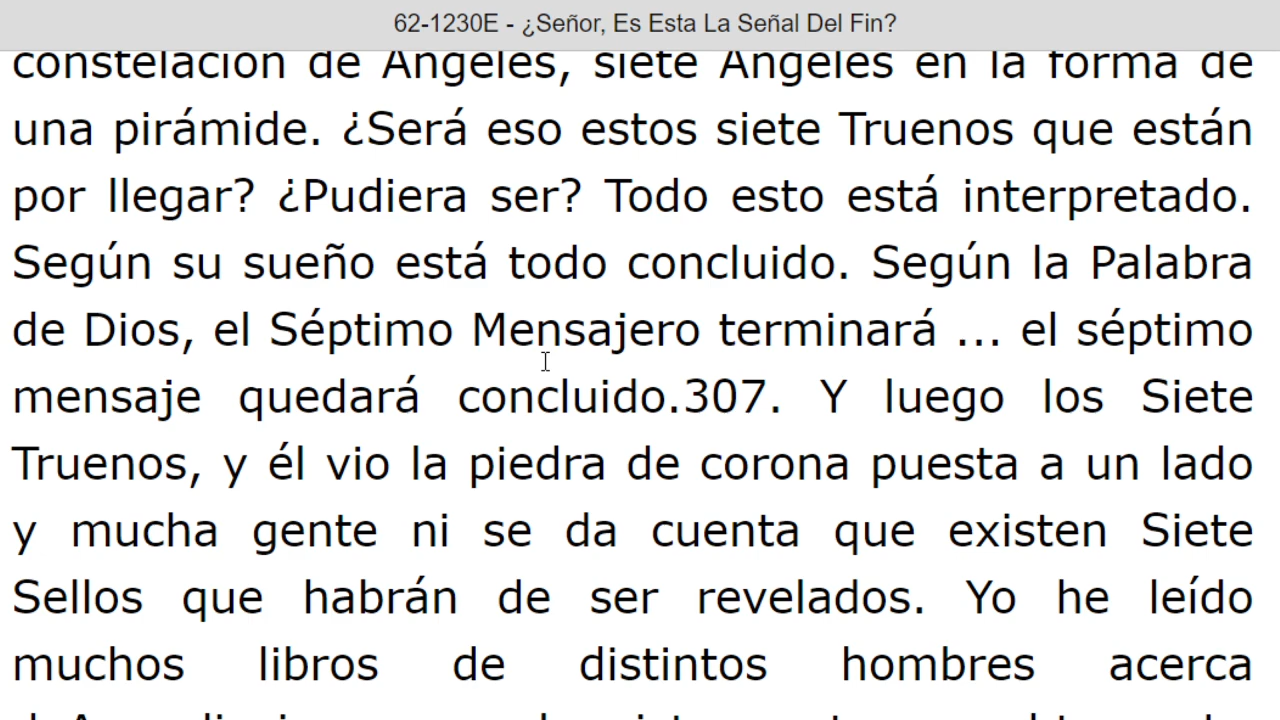 62-1230E - ¿Señor, Es Esta La Señal Del Fin?
constelación de Ángeles, siete Ángeles en la forma de
una pirámide. ¿Será eso estos siete Truenos que están
por llegar? ¿Pudiera ser? Todo esto está interpretado.
Según su sueño está todo concluido. Según la Palabra
de Dios, el Séptimo Mensajero terminará ... el séptimo
mensaje quedará concluido.307. Y luego los Siete
Truenos, y él vio la piedra de corona puesta a un lado
y mucha gente ni se da cuenta que existen Siete
Sellos que habrán de ser revelados. Yo he leído
muchos libros de distintos hombres acerca